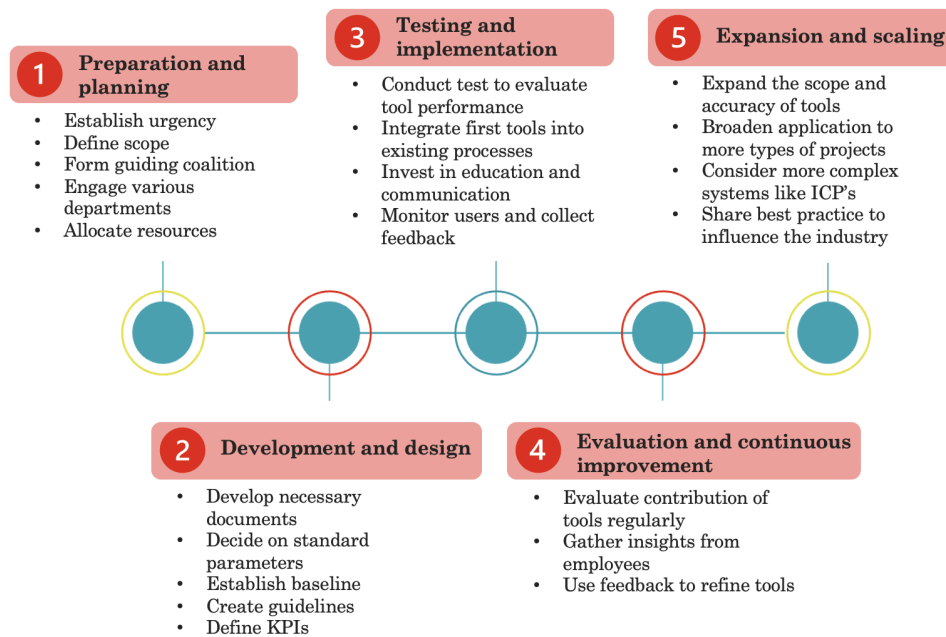 1
Preparation and
planning
• Establish urgency
• Define scope
• Form guiding coalition
• Engage various
departments
• Allocate resources
2
Development and design
• Develop necessary
documents
• Decide on standard
parameters
• Establish baseline
• Create guidelines
• Define KPIs
3
Testing and
implementation
• Conduct test to evaluate
tool performance
• Integrate first tools into
existing processes
• Invest in education and
communication
• Monitor users and collect
feedback
4
Evaluation and continuous
improvement
• Evaluate contribution of
tools regularly
• Gather insights from
employees
• Use feedback to refine tools
5
Expansion and scaling
• Expand the scope and
accuracy of tools
• Broaden application to
more types of projects
• Consider more complex
systems like ICP's
• Share best practice to
influence the industry